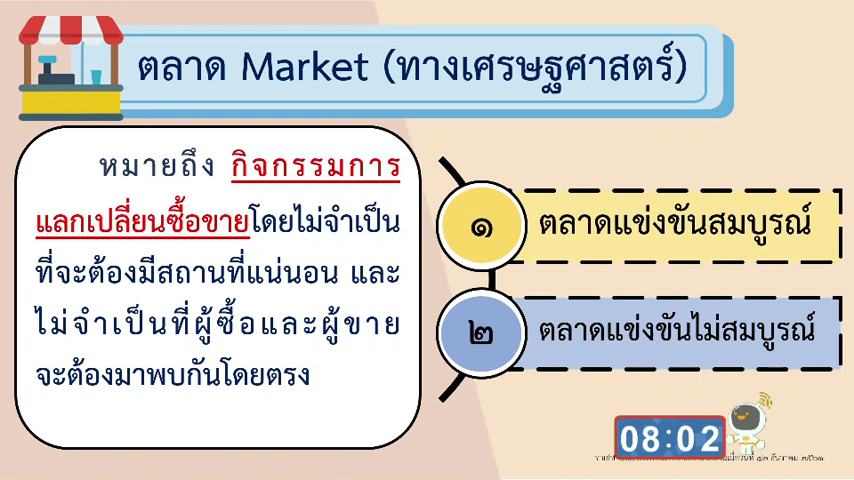 ตลาด Market (ทางเศรษฐศาสตร์)
หมายถึง กิจกรรมการ
แลกเปลี่ยนซื้อขายโดยไม่จำเป็น
ที่จะต้องมีสถานที่แน่นอน และ
ไม่จำเป็นที่ผู้ซื้อและผู้ขาย
จะต้องมาพบกันโดยตรง
๑ ตลาดแข่งขันสมบูรณ์
๒ ตลาดแข่งขันไม่สมบูรณ์
08:02